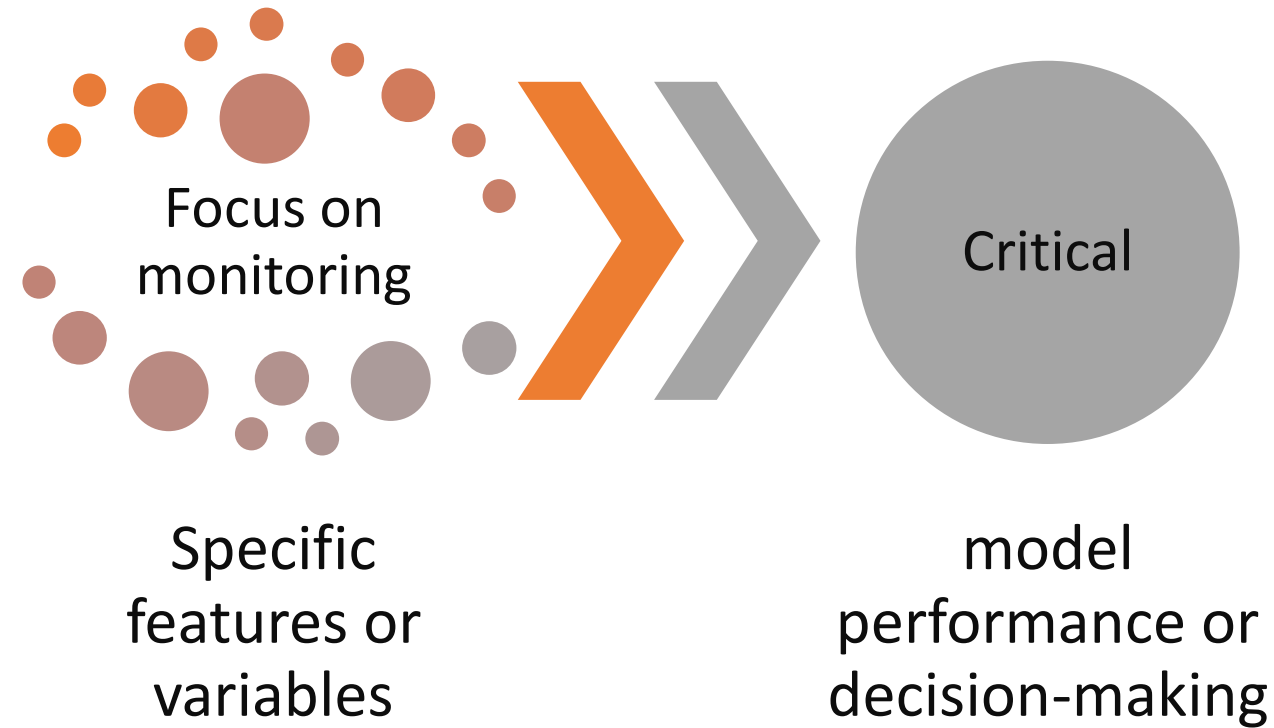 Focus on
monitoring
Critical
Specific
features or
variables
model
performance or
decision-making